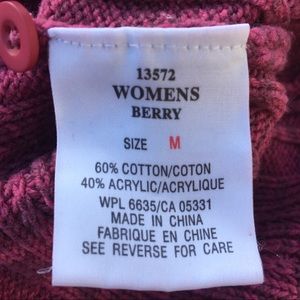 13572
WOMENS
BERRY
SIZE M
60% COTTON/COTON
40% ACRYLIC/ACRYLIQUE
WPL 6635/CA 05331
MADE IN CHINA
FABRIQUE EN CHINE
SEE REVERSE FOR CARE